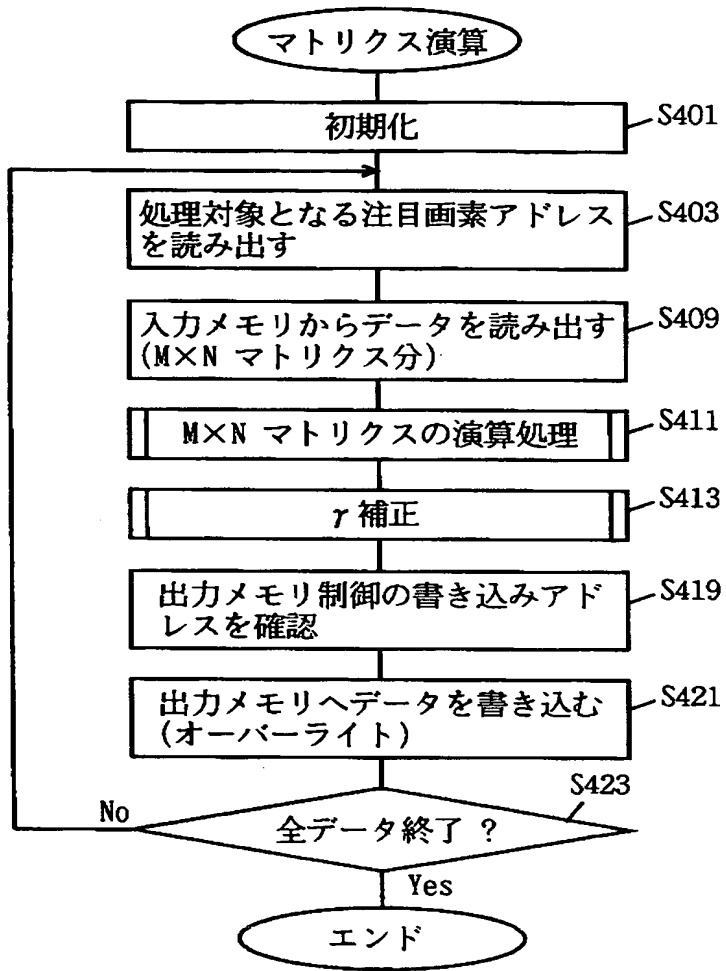 マトリクス演算
初期化
S401
処理対象となる注目画素アドレス
を読み出す
S403
入力メモリからデータを読み出す
(M×N マトリクス分)
S409
M×N マトリクスの演算処理
S411
γ補正
S413
出力メモリ制御の書き込みアド
レスを確認
S419
出力メモリへデータを書き込む
(オーバーライト)
S421
S423
No
全データ終了 ?
Yes
エンド